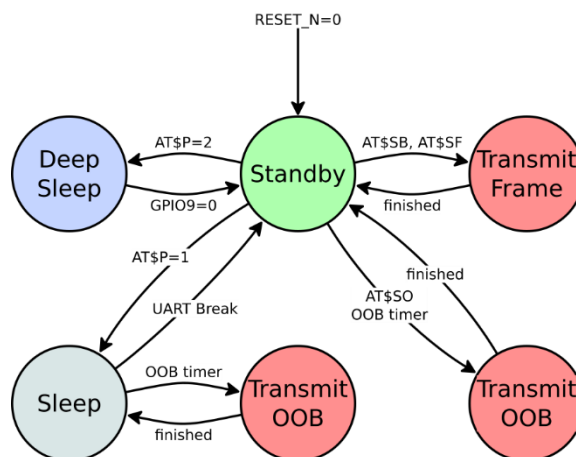 RESET_N=0
AT$P=2
AT$SB, AT$SF
Deep
Sleep
Standby
Transmit
Frame
GPIO9=0
finished
AT$P=1
finished
UART Break
AT$SO
OOB timer
OOB timer
Sleep
Transmit
OOB
Transmit
OOB
finished